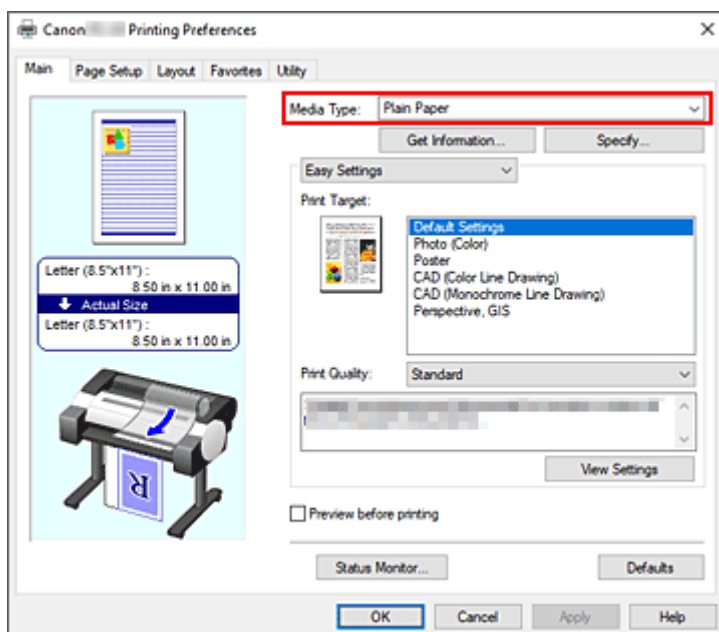 Canon Printing Preferences
Main Page Setup Layout Favorites Utility
Media Type: Plain Paper
Get Information... Specify...
Easy Settings
Print Target:
Default Settings
Photo (Color)
Poster
CAD (Color Line Drawing)
CAD (Monochrome Line Drawing)
Perspective, GIS
Letter (8.5"x11") :
8.50 in x 11.00 in
Actual Size
Letter (8.5"x11") :
8.50 in x 11.00 in
R
Print Quality: Standard
View Settings
Preview before printing
Status Monitor... Defaults
OK Cancel Apply Help